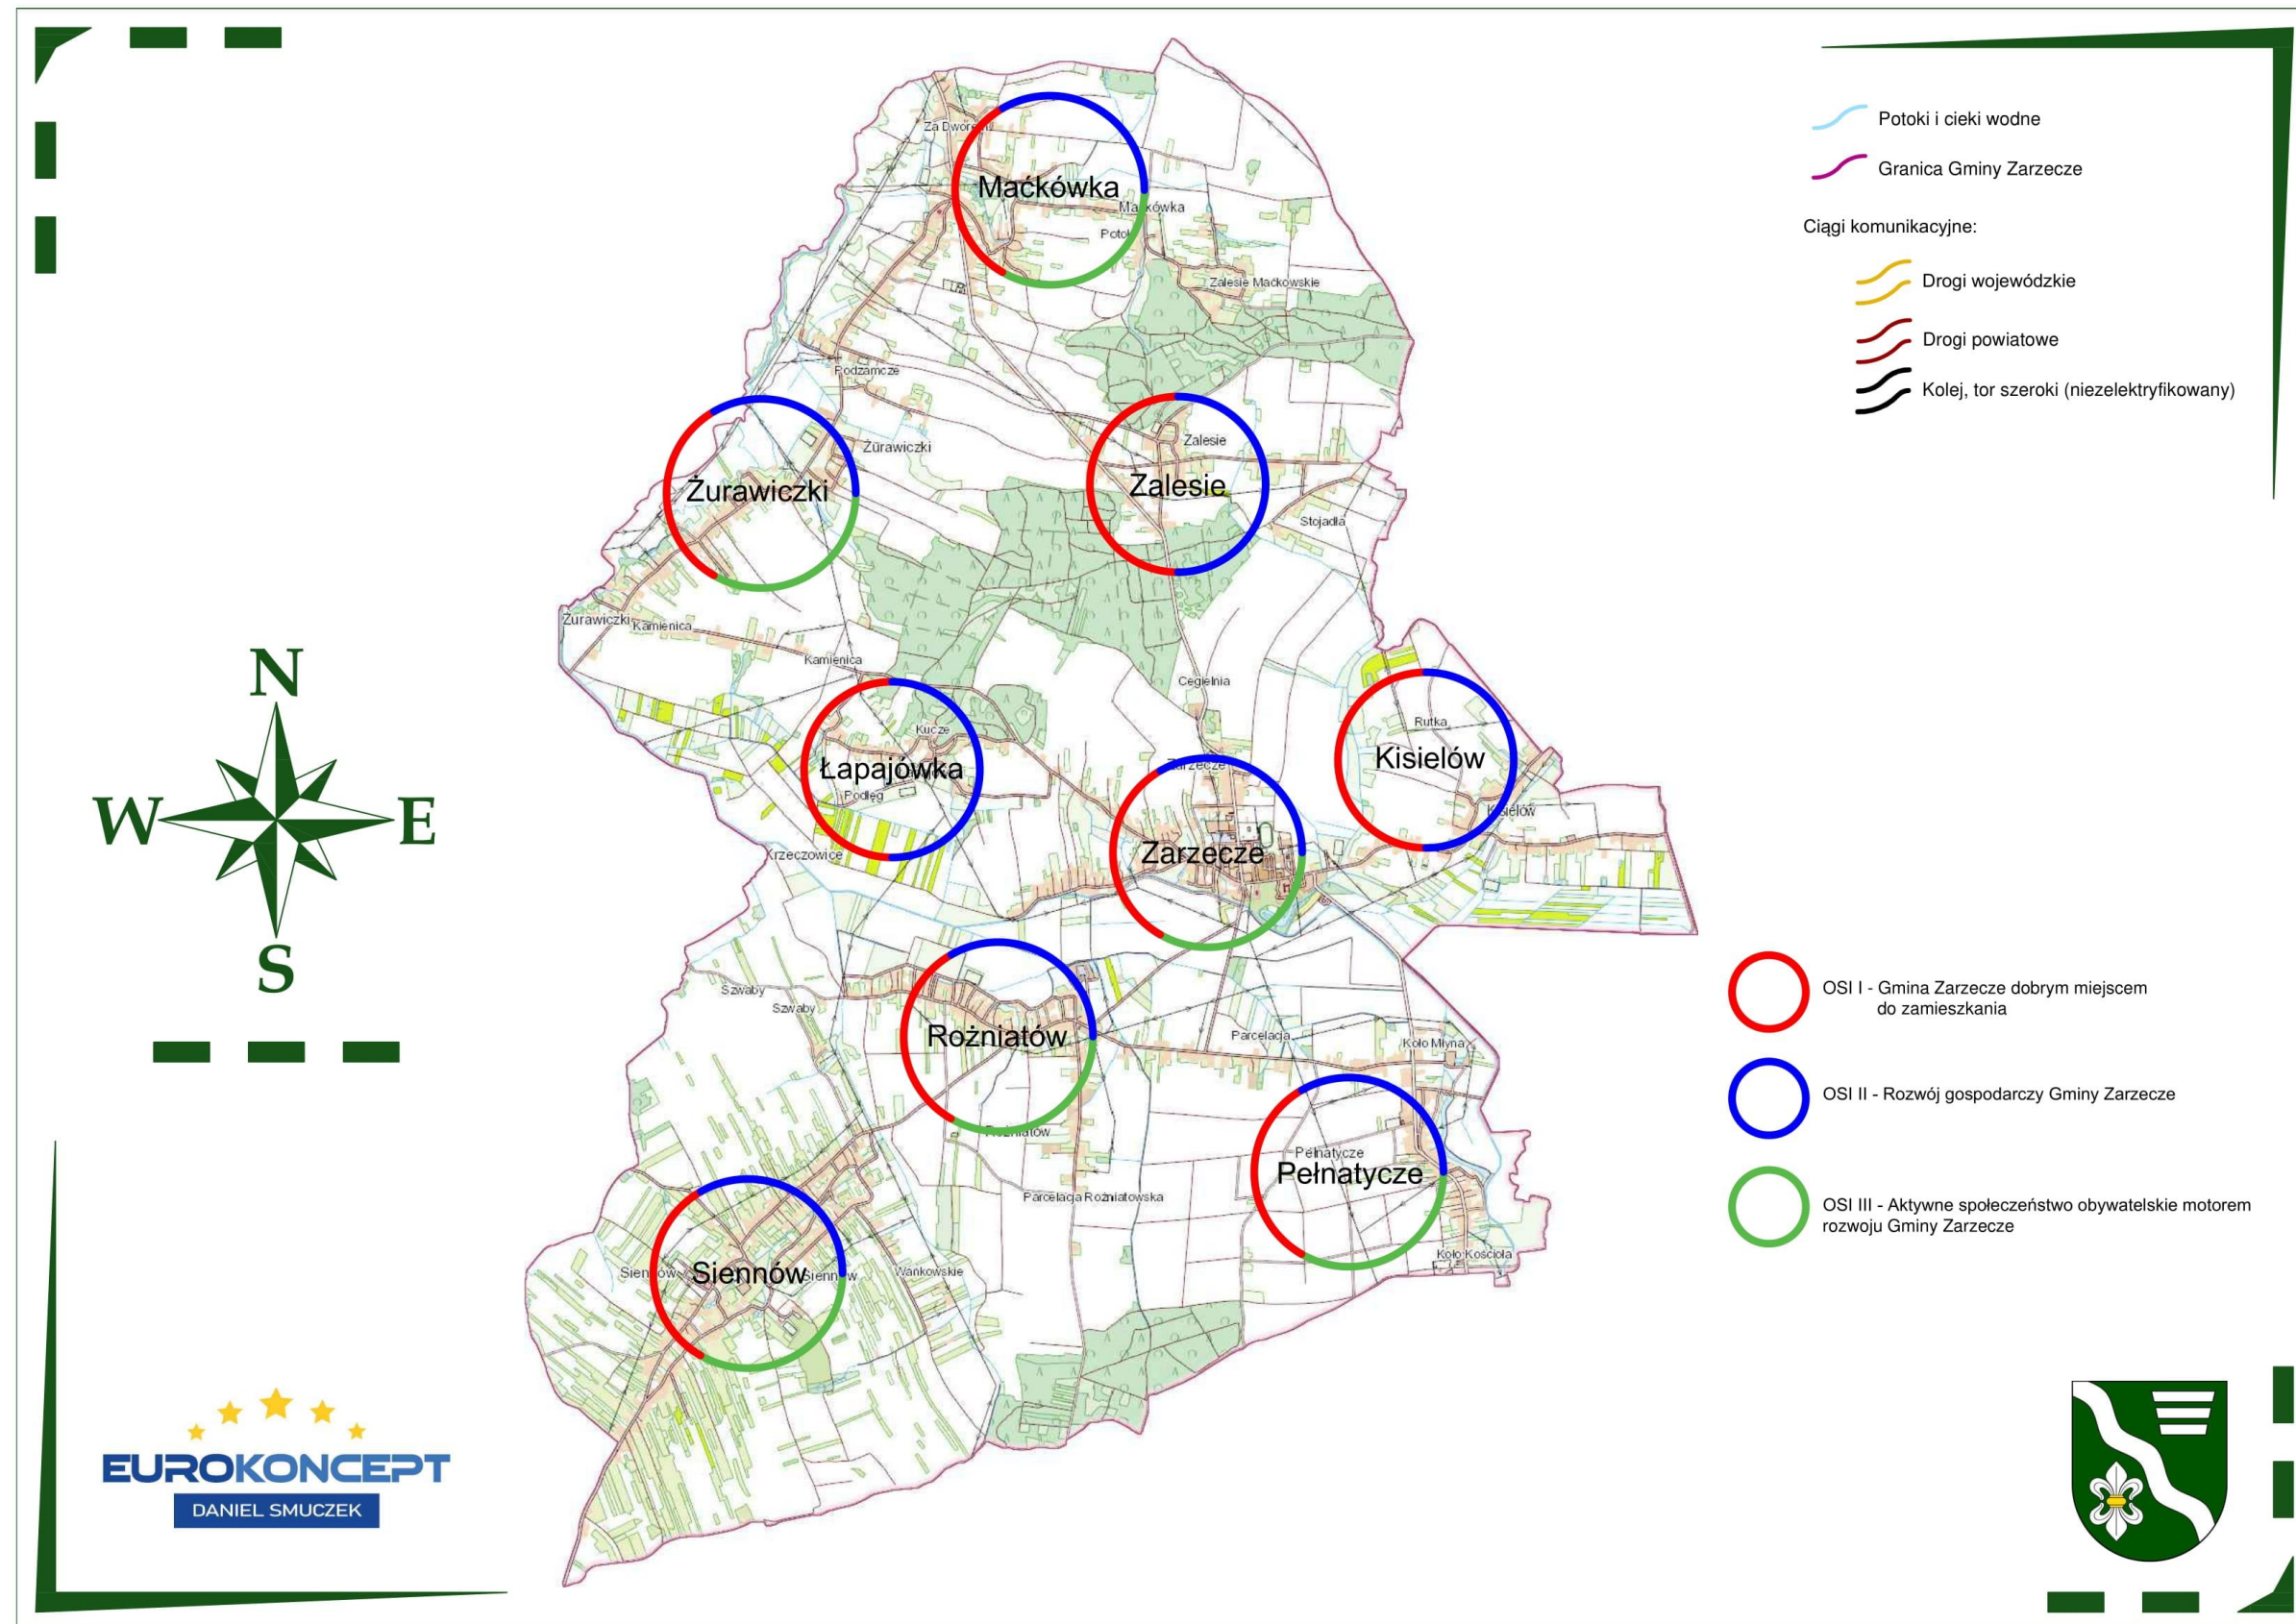 Za Dworem
Maćkówka
Maćkówka
Potok
Zalesie Maćkowskie
Podzamcze
Żurawiczki
Żurawiczki
Zalesie
Zalesie
Stojadła
Żurawiczki
Kamienica
Kamienica
Cegielnia
Kucze
Łapajówka
Podłęg
Krzeczowice
Rutka
Kisielów
Kisielów
Zarzecze
Zarzecze
Szwaby
Szwaby
Rożniatów
Rożniatów
Parcelacja
Koło Młyna
Pełnatycze
Pełnatycze
Parcelacja Rożniatowska
Koło Kościoła
Siennów
Siennów
Siennów
Wańkowskie
N
W
E
S
Potoki i cieki wodne
Granica Gminy Zarzecze
Ciągi komunikacyjne:
Drogi wojewódzkie
Drogi powiatowe
Kolej, tor szeroki (niezelektryfikowany)
OSI I - Gmina Zarzecze dobrym miejscem
do zamieszkania
OSI II - Rozwój gospodarczy Gminy Zarzecze
OSI III - Aktywne społeczeństwo obywatelskie motorem
rozwoju Gminy Zarzecze
EUROKONCEPT
DANIEL SMUCZEK